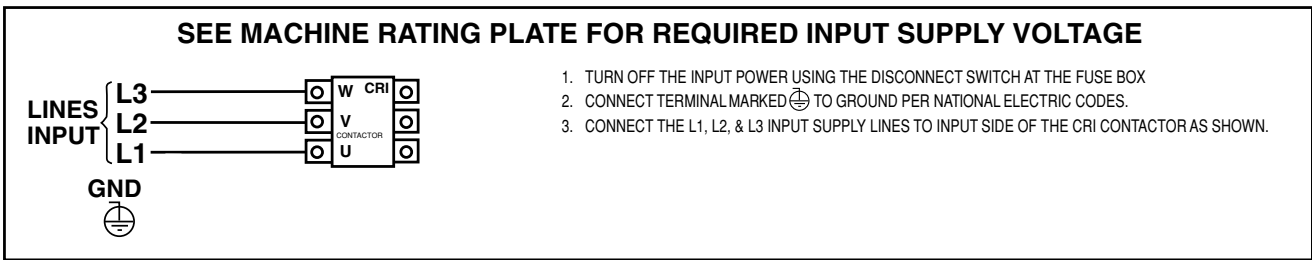 SEE MACHINE RATING PLATE FOR REQUIRED INPUT SUPPLY VOLTAGE
LINES
INPUT
L3
L2
L1
GND
W CRI
V
CONTACTOR
U
1. TURN OFF THE INPUT POWER USING THE DISCONNECT SWITCH AT THE FUSE BOX
2. CONNECT TERMINAL MARKED ⏚ TO GROUND PER NATIONAL ELECTRIC CODES.
3. CONNECT THE L1, L2, & L3 INPUT SUPPLY LINES TO INPUT SIDE OF THE CRI CONTACTOR AS SHOWN.